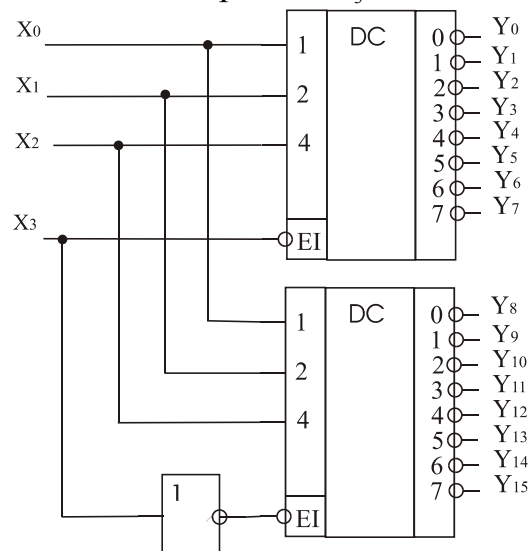 X0 1 DC 0 Y0
1 Y1
X1 2 2 Y2
3 Y3
X2 4 4 Y4
5 Y5
6 Y6
X3 7 Y7
EI
1 DC 0 Y8
1 Y9
2 2 Y10
3 Y11
4 4 Y12
5 Y13
6 Y14
7 Y15
1 EI